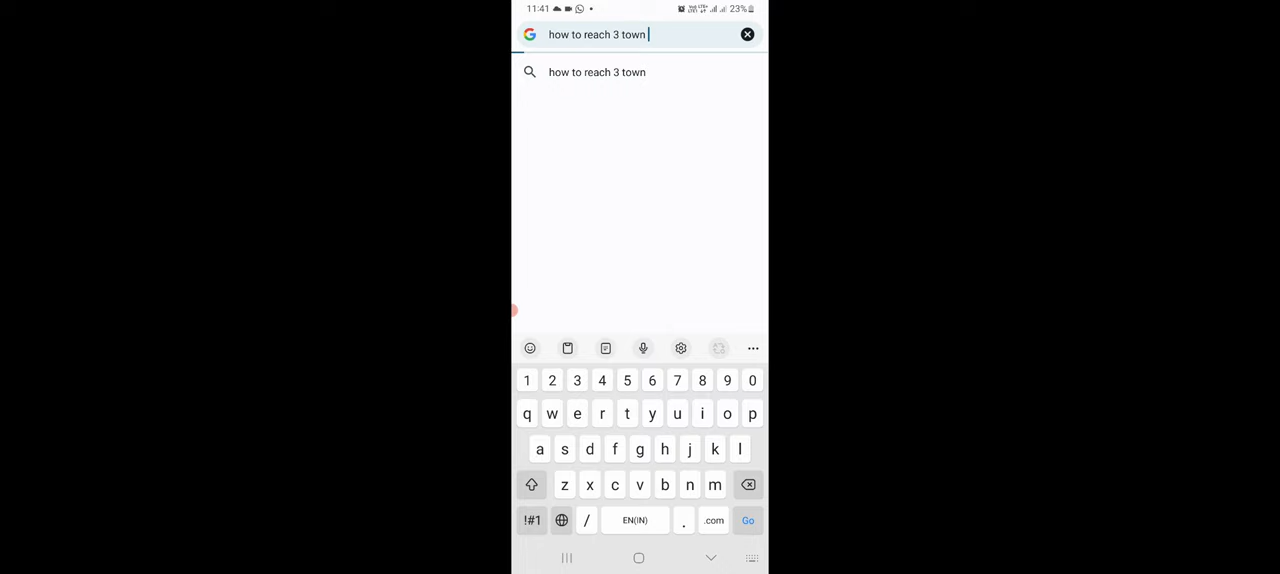 11:41 23%
how to reach 3 town
how to reach 3 town
1 2 3 4 5 6 7 8 9 0
q w e r t y u i o p
a s d f g h j k l
z x c v b n m
!#1 / EN(IN) . .com Go